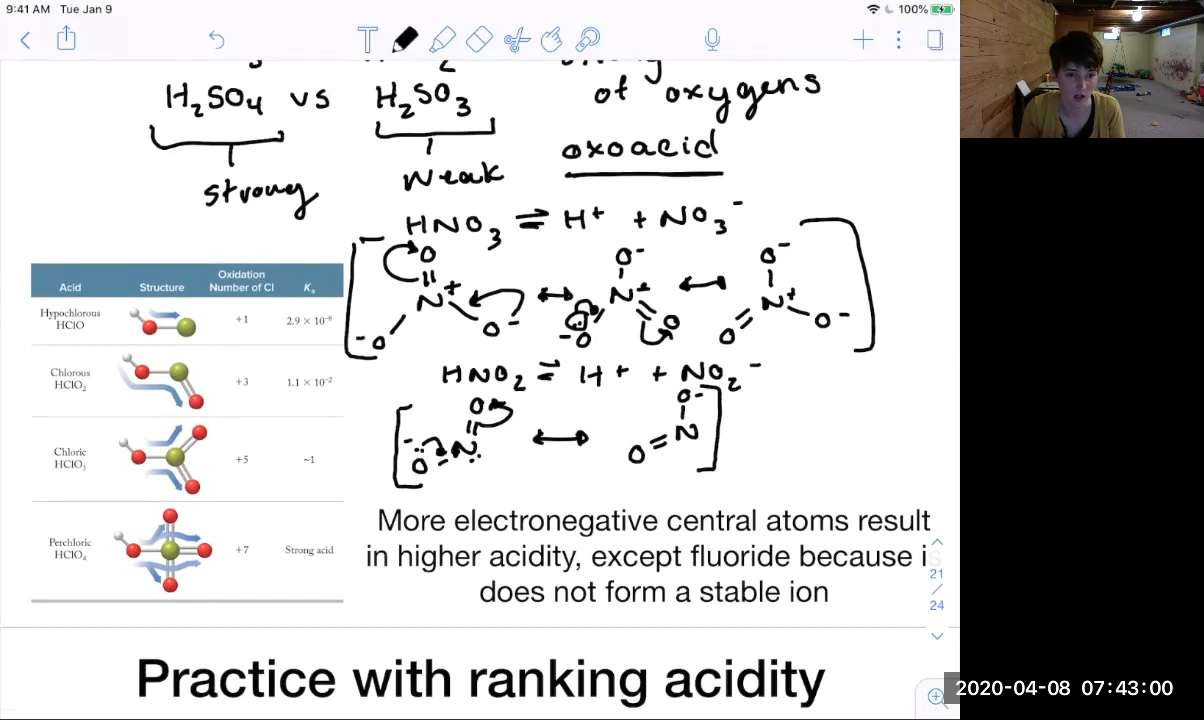 9:41 AM Tue Jan 9
100%
T
H₂SO₄ vs H₂SO₃
of oxygens
strong
weak
oxoacid
HNO₃ ⇌ H⁺ + NO₃⁻
O O⁻ O⁻
N⁺ N⁺ N⁺
-O O⁻ -O O O O⁻
HNO₂ ⇌ H⁺ + NO₂⁻
O O⁻
-O N O = N
Acid Structure Oxidation Number of Cl Kₐ
Hypochlorous HClO +1 2.9 × 10⁻⁸
Chlorous HClO₂ +3 1.1 × 10⁻²
Chloric HClO₃ +5 ~1
Perchloric HClO₄ +7 Strong acid
More electronegative central atoms result
in higher acidity, except fluoride because is
does not form a stable ion
21
/
24
Practice with ranking acidity
2020-04-08 07:43:00